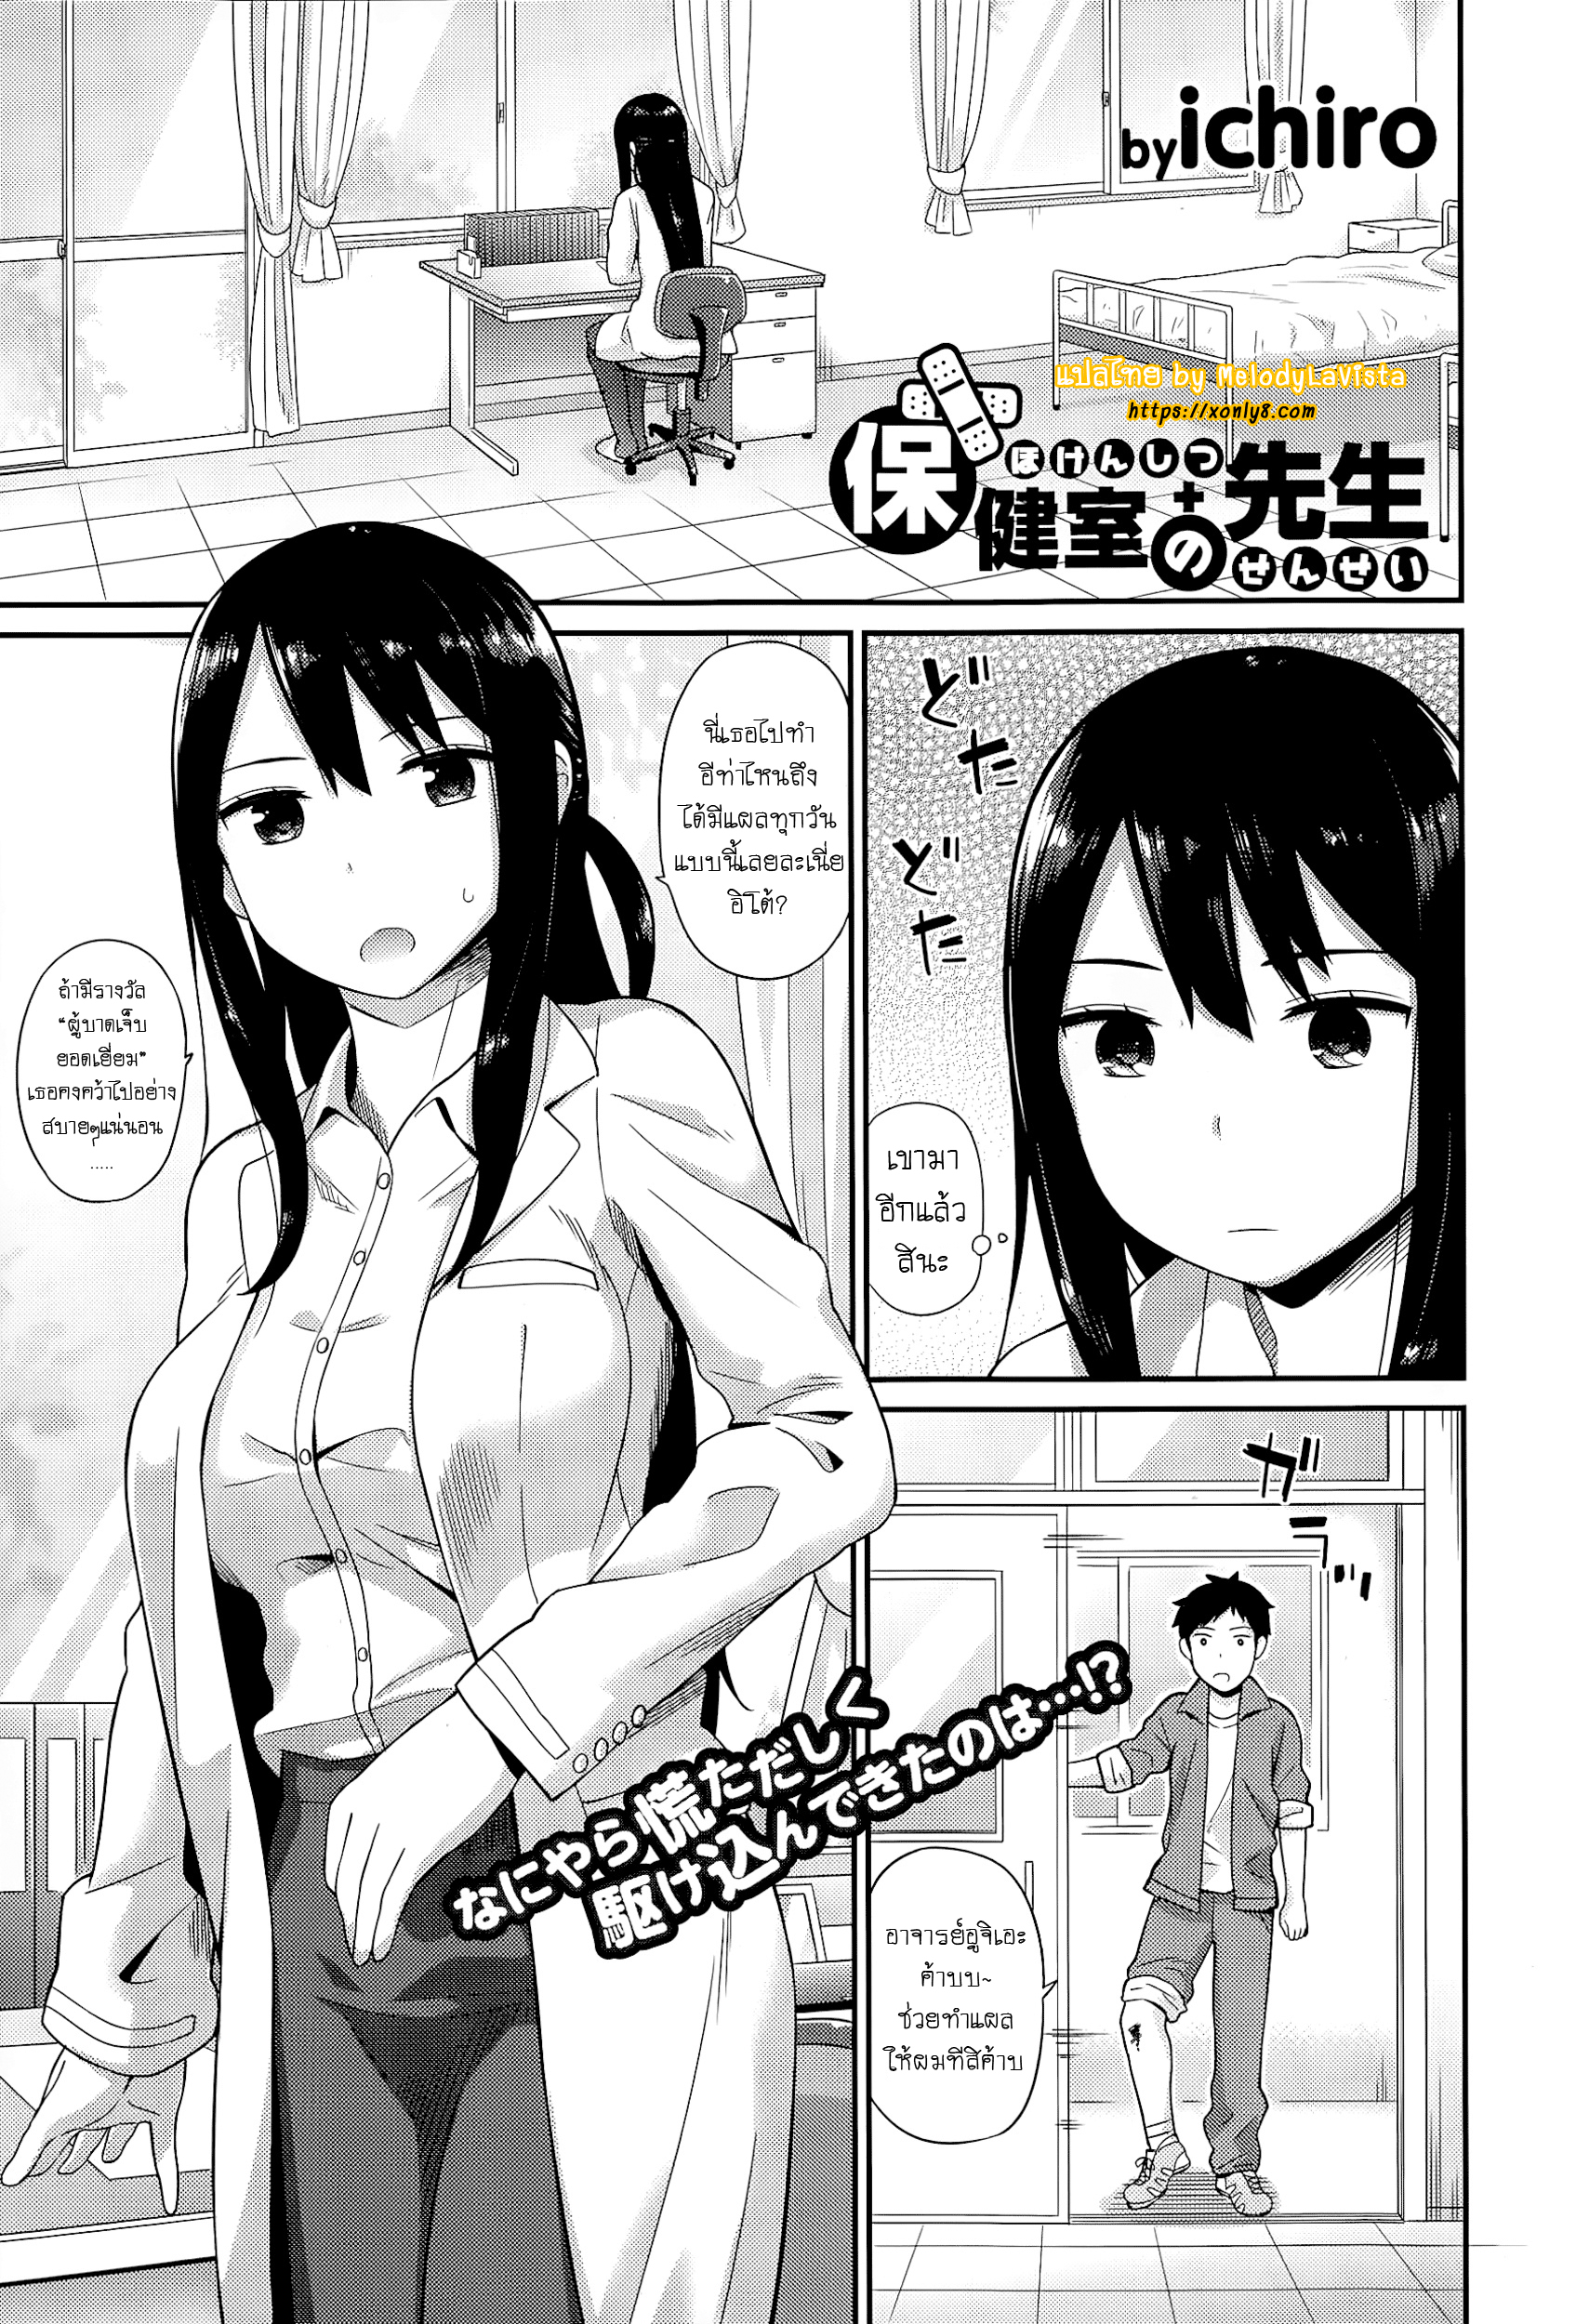 by ichiro
แปลไทย by MelodyLaVista
https://xonly8.com
ほけんしつ
保健室の先生
せんせい
どた
どた
เขามา
อีกแล้ว
สินะ
ガラッ
อาจารย์อูจิเอะ
ค้าบบ~
ช่วยทำแผล
ให้ผมทีสิค้าบ
นี่เธอไปทำ
อีท่าไหนถึง
ได้มีแผลทุกวัน
แบบนี้เลยละเนี่ย
อิโต้?
ถ้ามีรางวัล
“ผู้บาดเจ็บ
ยอดเยี่ยม”
เธอคงคว้าไปอย่าง
สบายๆแน่นอน
.....
なにやら慌ただしく
駆け込んできたのは…!?